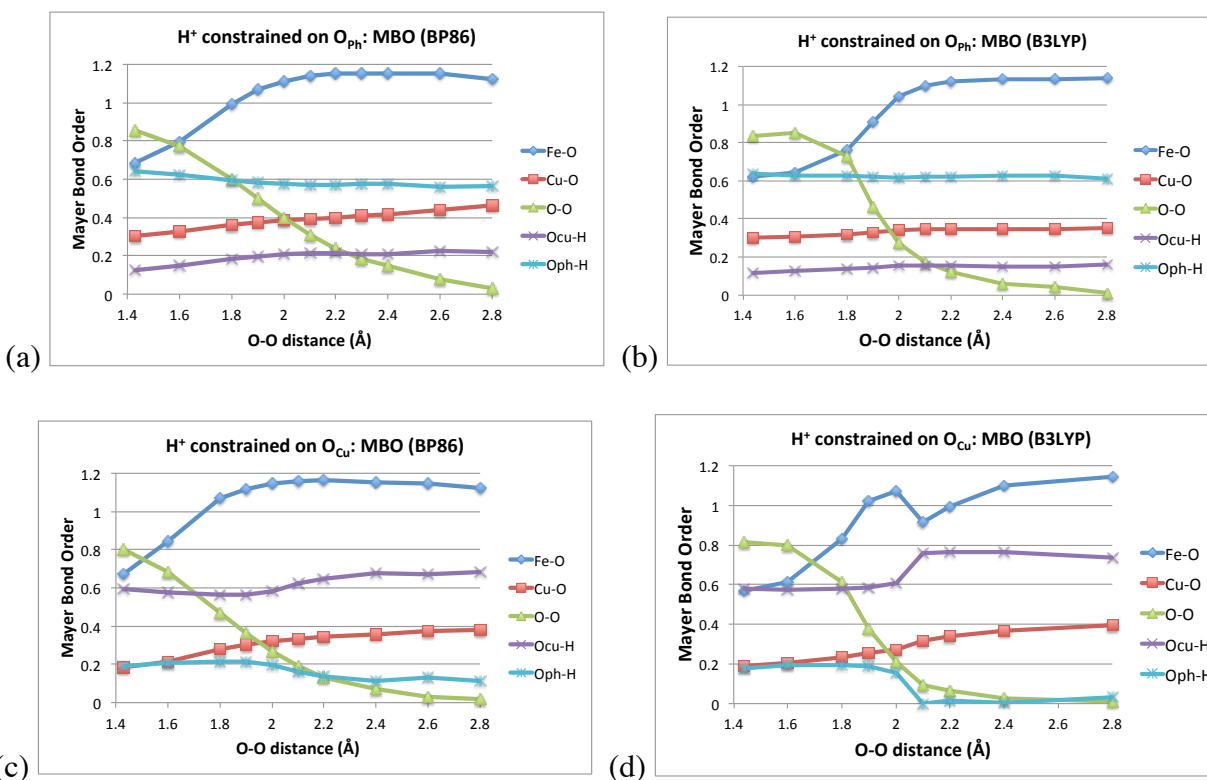 H⁺ constrained on O_Ph: MBO (BP86)
Mayer Bond Order
1.2
1
0.8
0.6
0.4
0.2
0
1.4 1.6 1.8 2 2.2 2.4 2.6 2.8
O-O distance (Å)
Fe-O
Cu-O
O-O
Ocu-H
Oph-H
(a)
H⁺ constrained on O_Ph: MBO (B3LYP)
Mayer Bond Order
1.2
1
0.8
0.6
0.4
0.2
0
1.4 1.6 1.8 2 2.2 2.4 2.6 2.8
O-O distance (Å)
Fe-O
Cu-O
O-O
Ocu-H
Oph-H
(b)
H⁺ constrained on O_Cu: MBO (BP86)
Mayer Bond Order
1.2
1
0.8
0.6
0.4
0.2
0
1.4 1.6 1.8 2 2.2 2.4 2.6 2.8
O-O distance (Å)
Fe-O
Cu-O
O-O
Ocu-H
Oph-H
(c)
H⁺ constrained on O_Cu: MBO (B3LYP)
Mayer Bond Order
1.2
1
0.8
0.6
0.4
0.2
0
1.4 1.6 1.8 2 2.2 2.4 2.6 2.8
O-O distance (Å)
Fe-O
Cu-O
O-O
Ocu-H
Oph-H
(d)